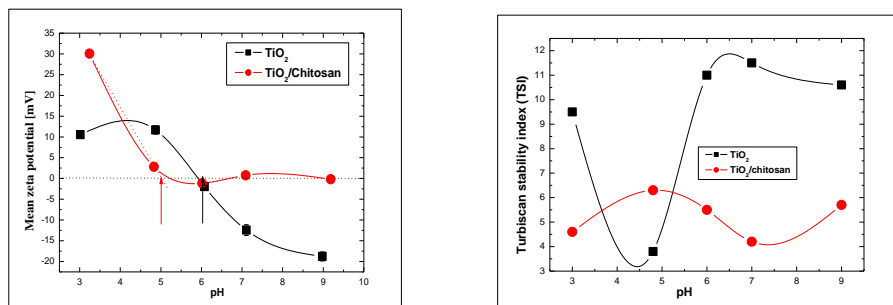 35
30
25
20
15
10
5
0
-5
-10
-15
-20
Mean zeta potential [mV]
TiO₂
TiO₂/Chitosan
3 4 5 6 7 8 9 10
pH
12
11
10
9
8
7
6
5
4
3
Turbiscan stability index (TSI)
TiO₂
TiO₂/chitosan
3 4 5 6 7 8 9
pH